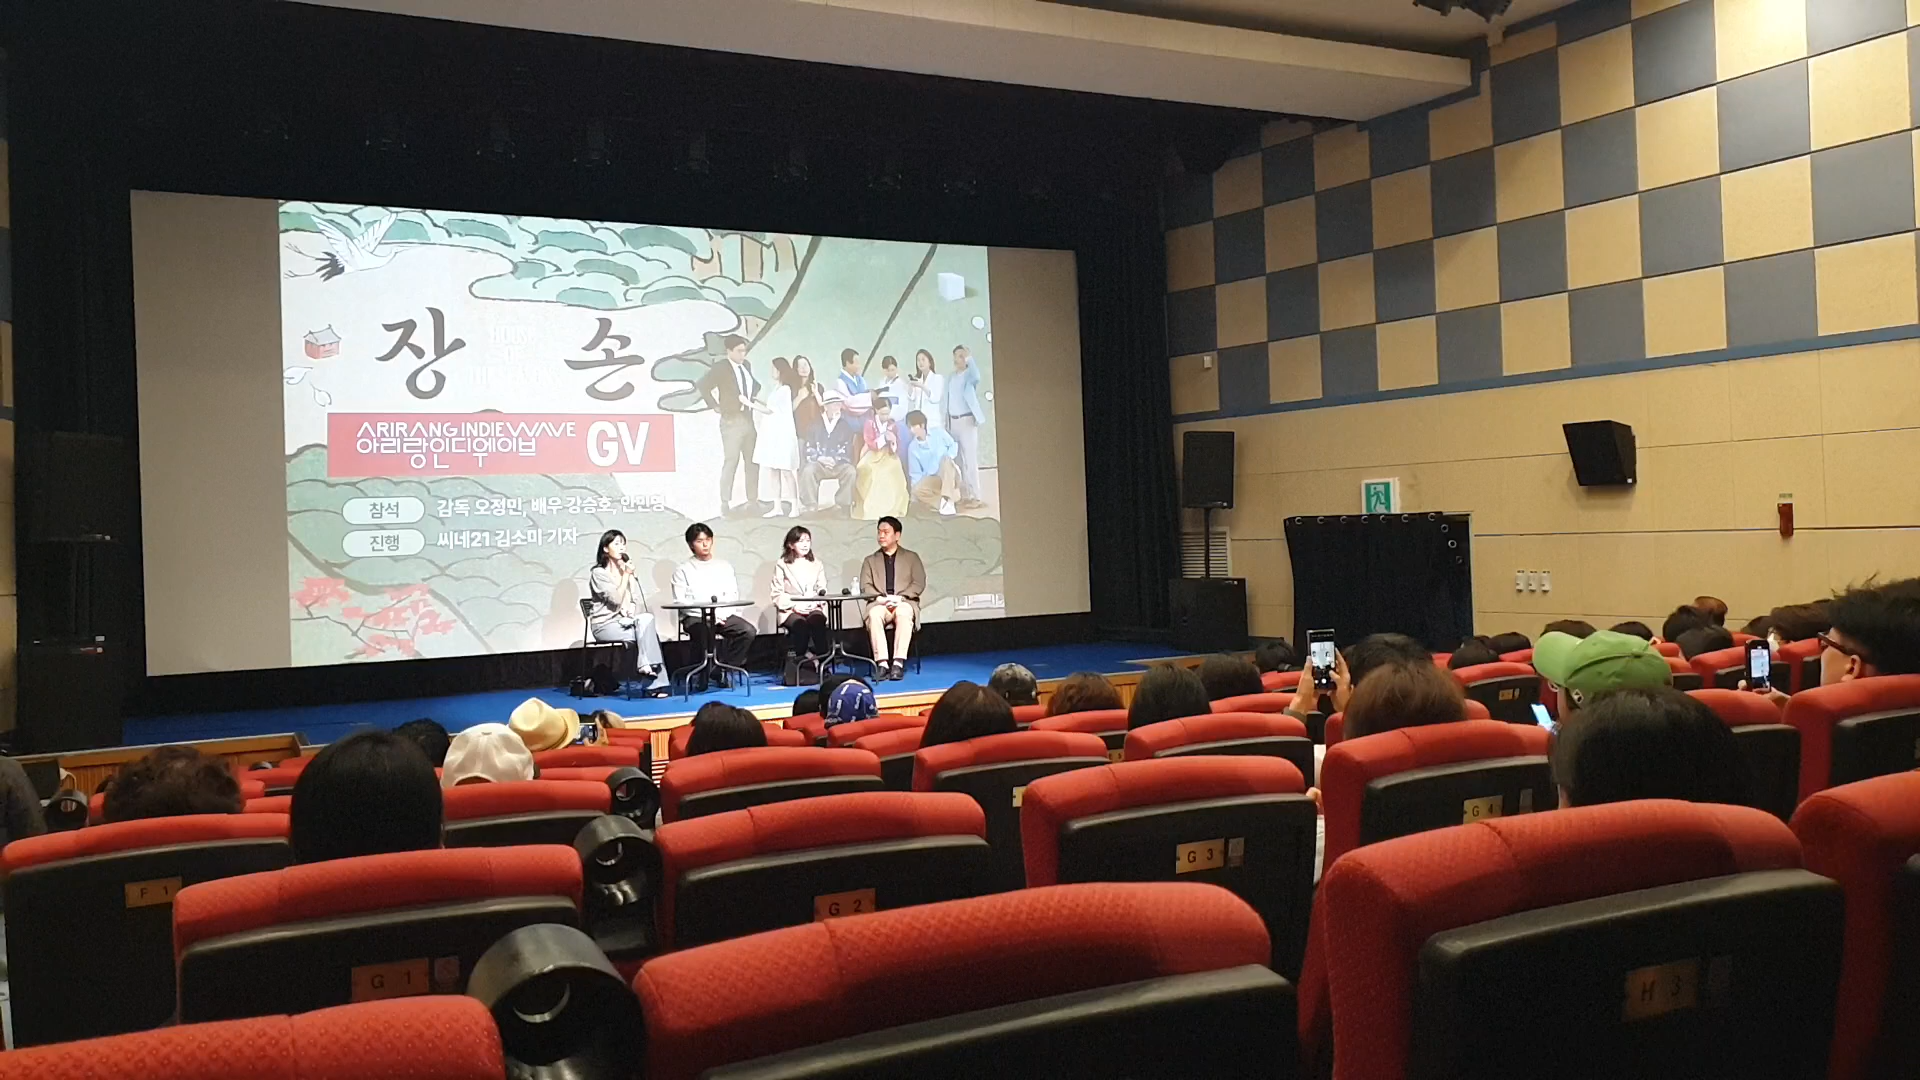 장손
HOUSE
OF
ARIRANG INDIE WAVE
아리랑인디웨이브
GV
참석 감독 오정민, 배우 강승호, 안민영
진행 씨네21 김소미 기자
F 1
G 1
G 2
G 3
G 4
H 3